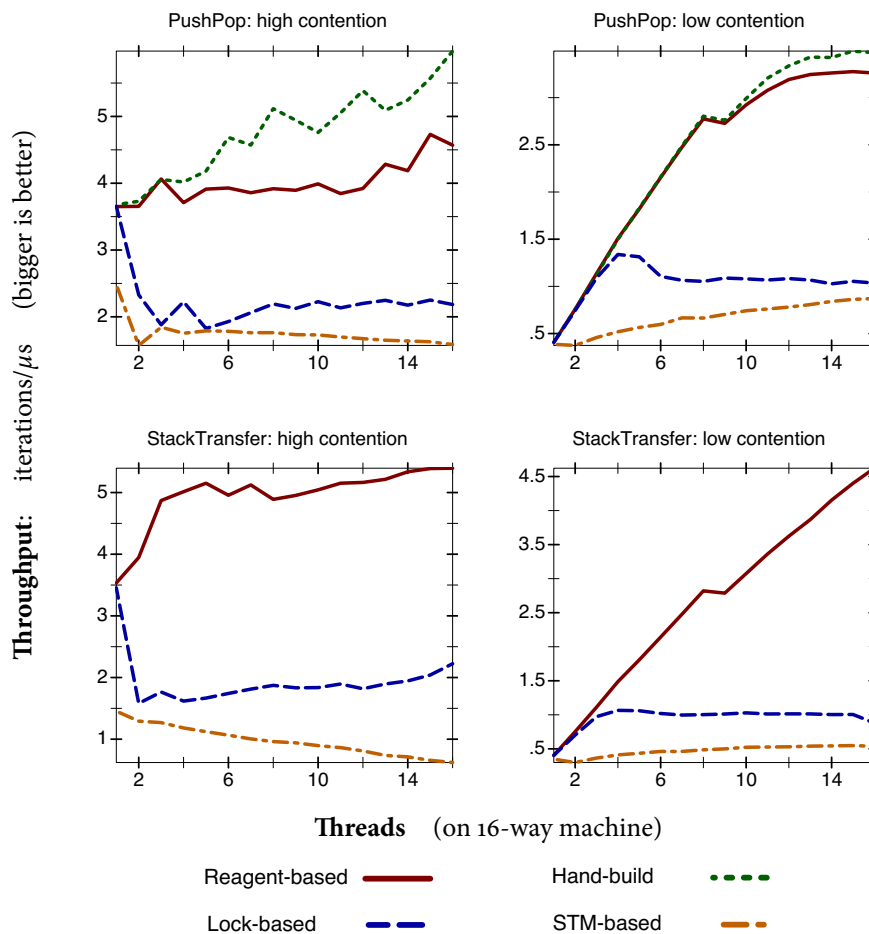 PushPop: high contention
PushPop: low contention
5
4
3
2
2 6 10 14
2.5
1.5
.5
2 6 10 14
StackTransfer: high contention
StackTransfer: low contention
5
4
3
2
1
2 6 10 14
4.5
3.5
2.5
1.5
.5
2 6 10 14
Throughput: iterations/μs (bigger is better)
Threads (on 16-way machine)
Reagent-based
Hand-build
Lock-based
STM-based